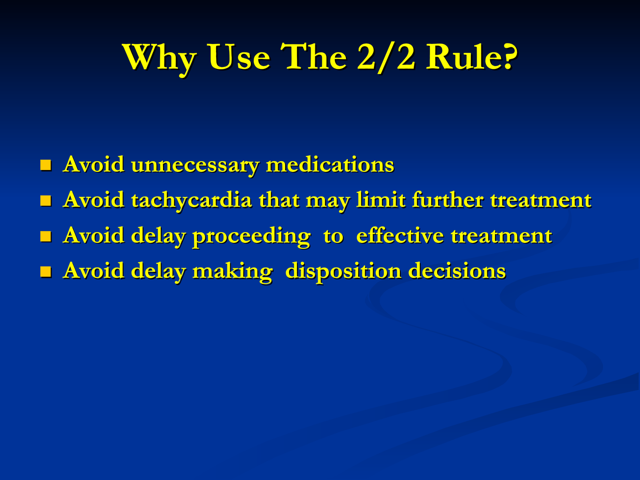 Why Use The 2/2 Rule?
Avoid unnecessary medications
Avoid tachycardia that may limit further treatment
Avoid delay proceeding  to  effective treatment
Avoid delay making  disposition decisions